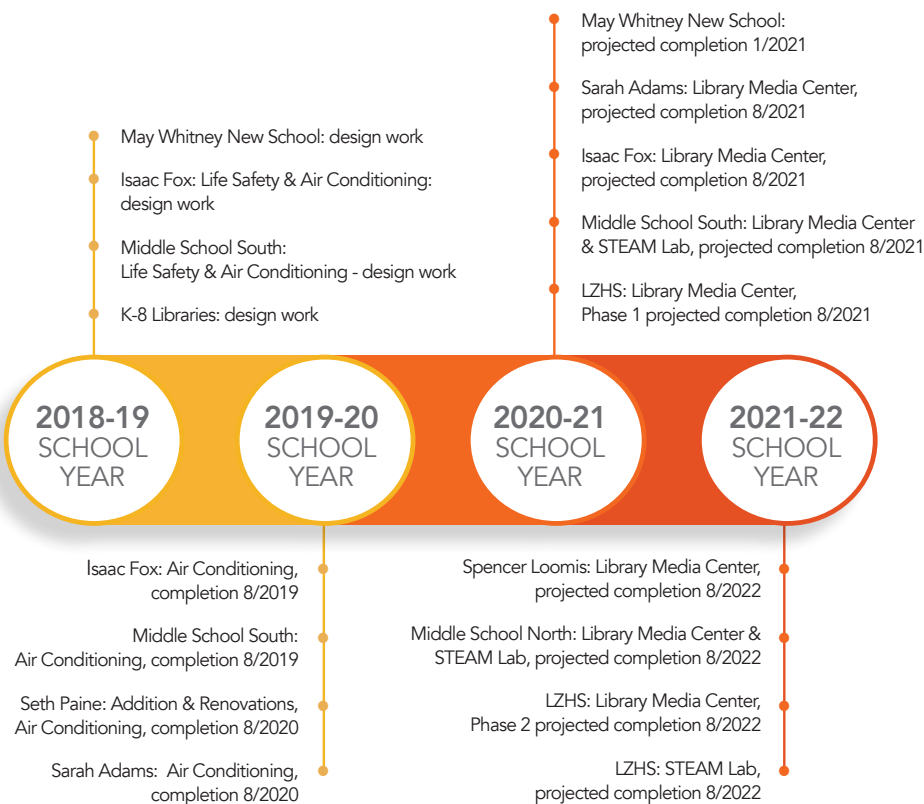 May Whitney New School:
projected completion 1/2021
Sarah Adams: Library Media Center,
projected completion 8/2021
Isaac Fox: Library Media Center,
projected completion 8/2021
Middle School South: Library Media Center
& STEAM Lab, projected completion 8/2021
LZHS: Library Media Center,
Phase 1 projected completion 8/2021
May Whitney New School: design work
Isaac Fox: Life Safety & Air Conditioning:
design work
Middle School South:
Life Safety & Air Conditioning - design work
K-8 Libraries: design work
2018-19
SCHOOL
YEAR
2019-20
SCHOOL
YEAR
2020-21
SCHOOL
YEAR
2021-22
SCHOOL
YEAR
Isaac Fox: Air Conditioning,
completion 8/2019
Middle School South:
Air Conditioning, completion 8/2019
Seth Paine: Addition & Renovations,
Air Conditioning, completion 8/2020
Sarah Adams: Air Conditioning,
completion 8/2020
Spencer Loomis: Library Media Center,
projected completion 8/2022
Middle School North: Library Media Center &
STEAM Lab, projected completion 8/2022
LZHS: Library Media Center,
Phase 2 projected completion 8/2022
LZHS: STEAM Lab,
projected completion 8/2022